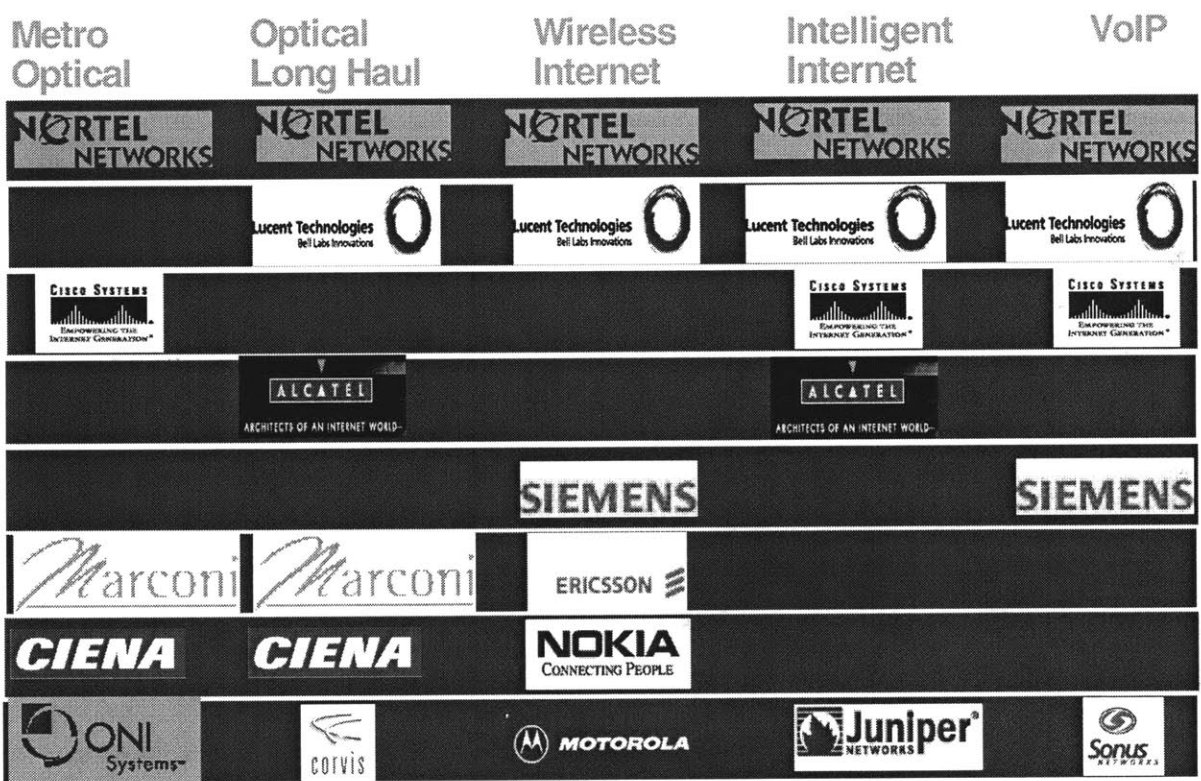 Metro Optical
Optical Long Haul
Wireless Internet
Intelligent Internet
VoIP
NORTEL NETWORKS
NORTEL NETWORKS
NORTEL NETWORKS
NORTEL NETWORKS
NORTEL NETWORKS
Lucent Technologies
Bell Labs Innovations
Lucent Technologies
Bell Labs Innovations
Lucent Technologies
Bell Labs Innovations
Lucent Technologies
Bell Labs Innovations
CISCO SYSTEMS
EMPOWERING THE
INTERNET GENERATION
CISCO SYSTEMS
EMPOWERING THE
INTERNET GENERATION
CISCO SYSTEMS
EMPOWERING THE
INTERNET GENERATION
ALCATEL
ARCHITECTS OF AN INTERNET WORLD
ALCATEL
ARCHITECTS OF AN INTERNET WORLD
SIEMENS
SIEMENS
Marconi
Marconi
ERICSSON
CIENA
CIENA
NOKIA
CONNECTING PEOPLE
ONI
Systems
corvis
MOTOROLA
Juniper
NETWORKS
Sonus
NETWORKS